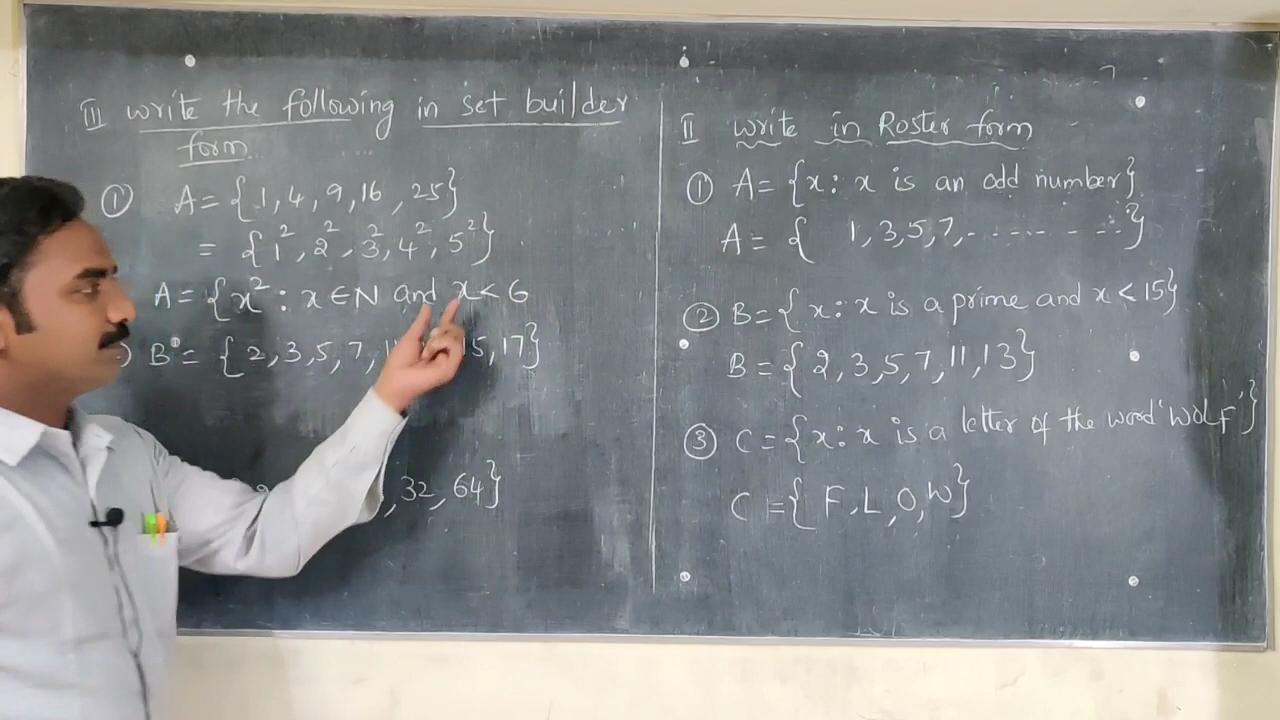 III write the following in set builder
form
① A = {1, 4, 9, 16, 25}
= {1², 2², 3², 4², 5²}
A = {x² : x ∈ N and x < 6
) B = {2, 3, 5, 7, 5, 17}
, 32, 64}
II write in Roster form
① A = {x : x is an odd number}
A = { 1, 3, 5, 7, - - - - - - - - - }
② B = {x : x is a prime and x < 15}
B = {2, 3, 5, 7, 11, 13}
③ C = {x : x is a letter of the word 'WOLF'}
C = {F, L, O, W}